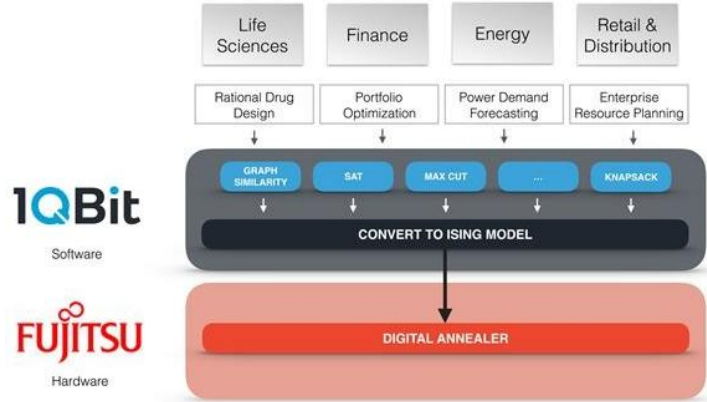 Life
Sciences
Finance
Energy
Retail &
Distribution
Rational Drug
Design
Portfolio
Optimization
Power Demand
Forecasting
Enterprise
Resource Planning
GRAPH
SIMILARITY
SAT
MAX CUT
...
KNAPSACK
1QBit
Software
CONVERT TO ISING MODEL
FUJITSU
Hardware
DIGITAL ANNEALER